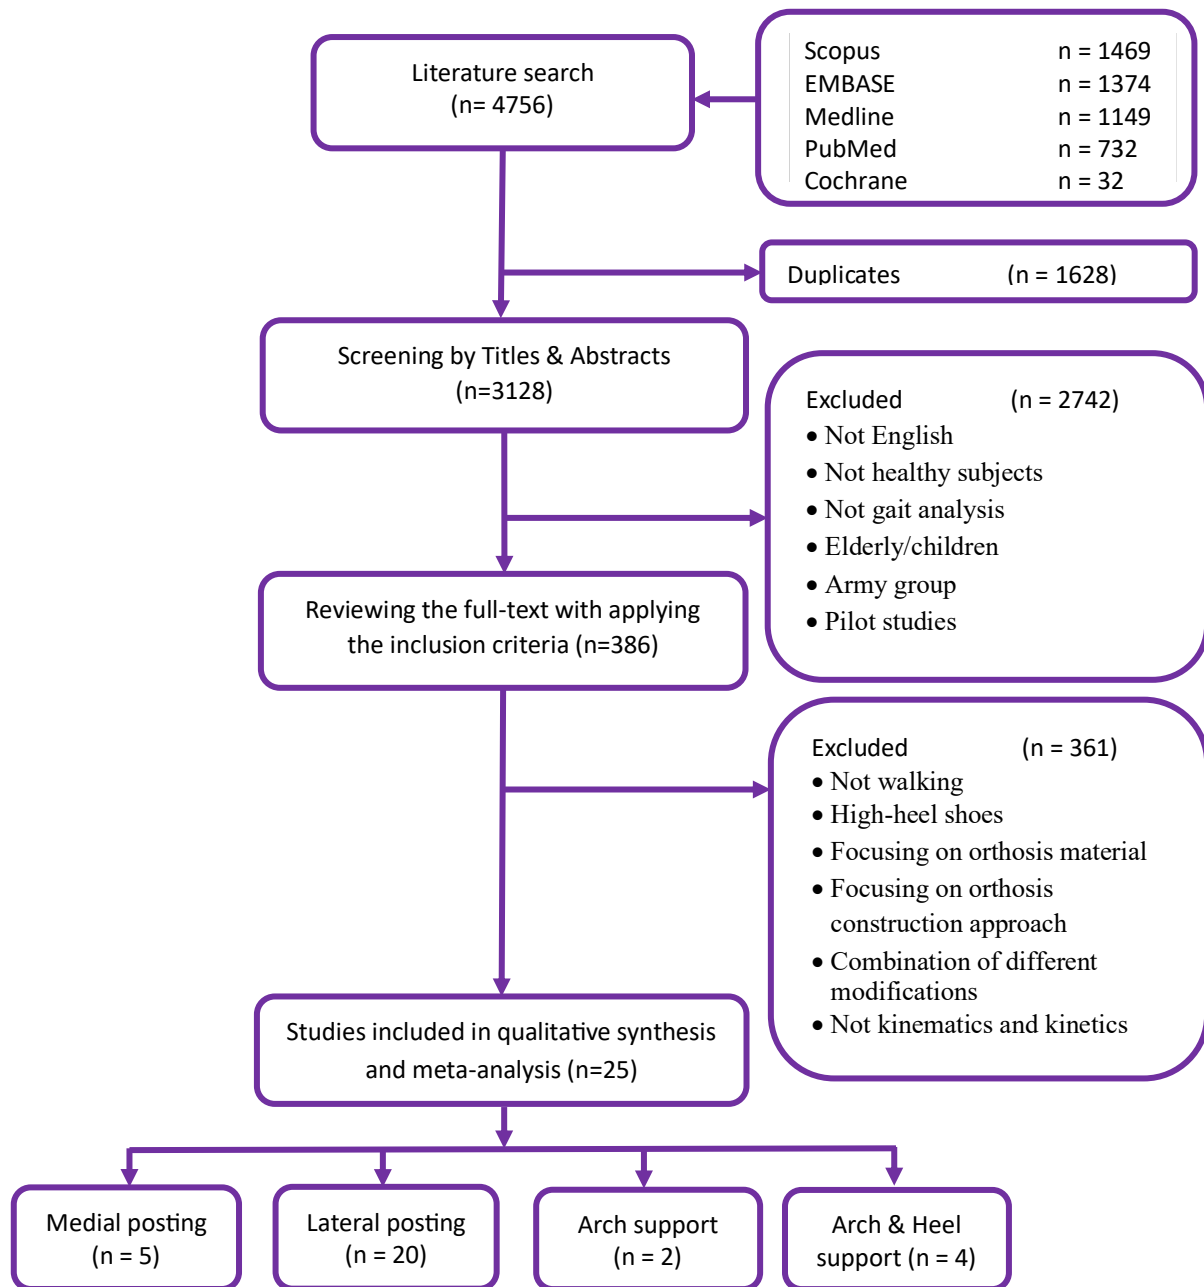 Literature search
(n= 4756)
Scopus n = 1469
EMBASE n = 1374
Medline n = 1149
PubMed n = 732
Cochrane n = 32
Duplicates (n = 1628)
Screening by Titles & Abstracts
(n=3128)
Excluded (n = 2742)
• Not English
• Not healthy subjects
• Not gait analysis
• Elderly/children
• Army group
• Pilot studies
Reviewing the full-text with applying
the inclusion criteria (n=386)
Excluded (n = 361)
• Not walking
• High-heel shoes
• Focusing on orthosis material
• Focusing on orthosis
construction approach
• Combination of different
modifications
• Not kinematics and kinetics
Studies included in qualitative synthesis
and meta-analysis (n=25)
Medial posting
(n = 5)
Lateral posting
(n = 20)
Arch support
(n = 2)
Arch & Heel
support (n = 4)